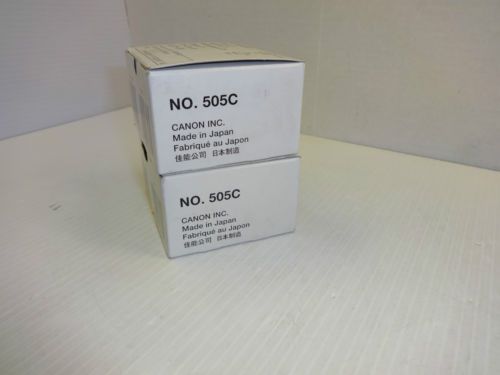 NO. 505C
CANON INC.
Made in Japan
Fabriqué au Japon
佳能公司 日本制造
NO. 505C
CANON INC.
Made in Japan
Fabriqué au Japon
佳能公司 日本制造